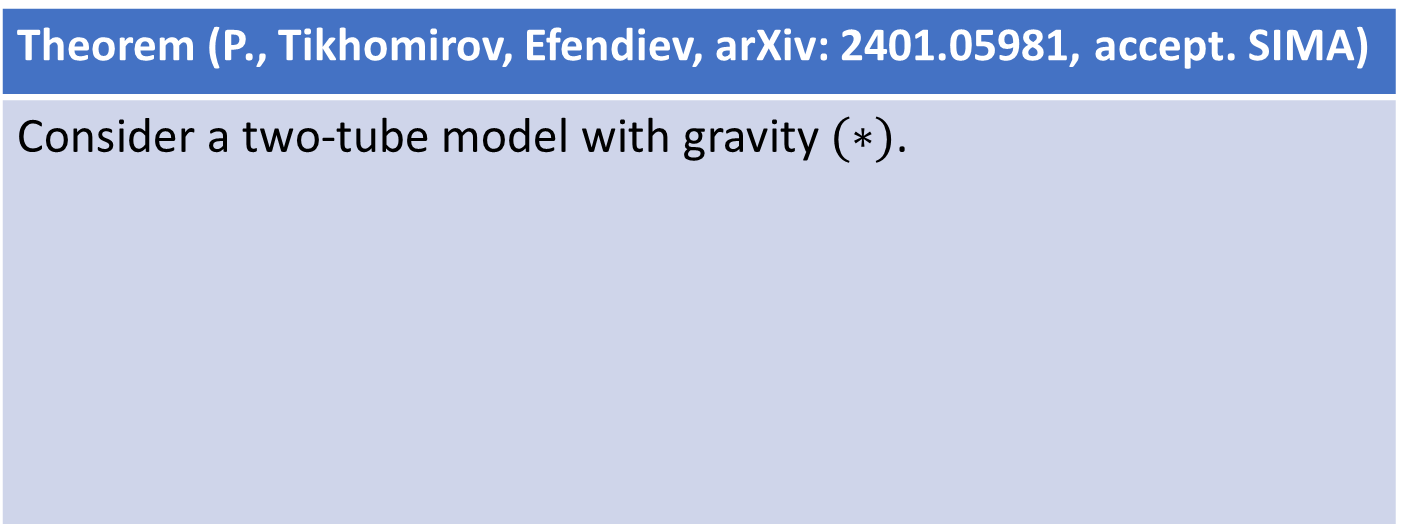 Theorem (P., Tikhomirov, Efendiev, arXiv: 2401.05981, accept. SIMA)
Consider a two-tube model with gravity (∗).